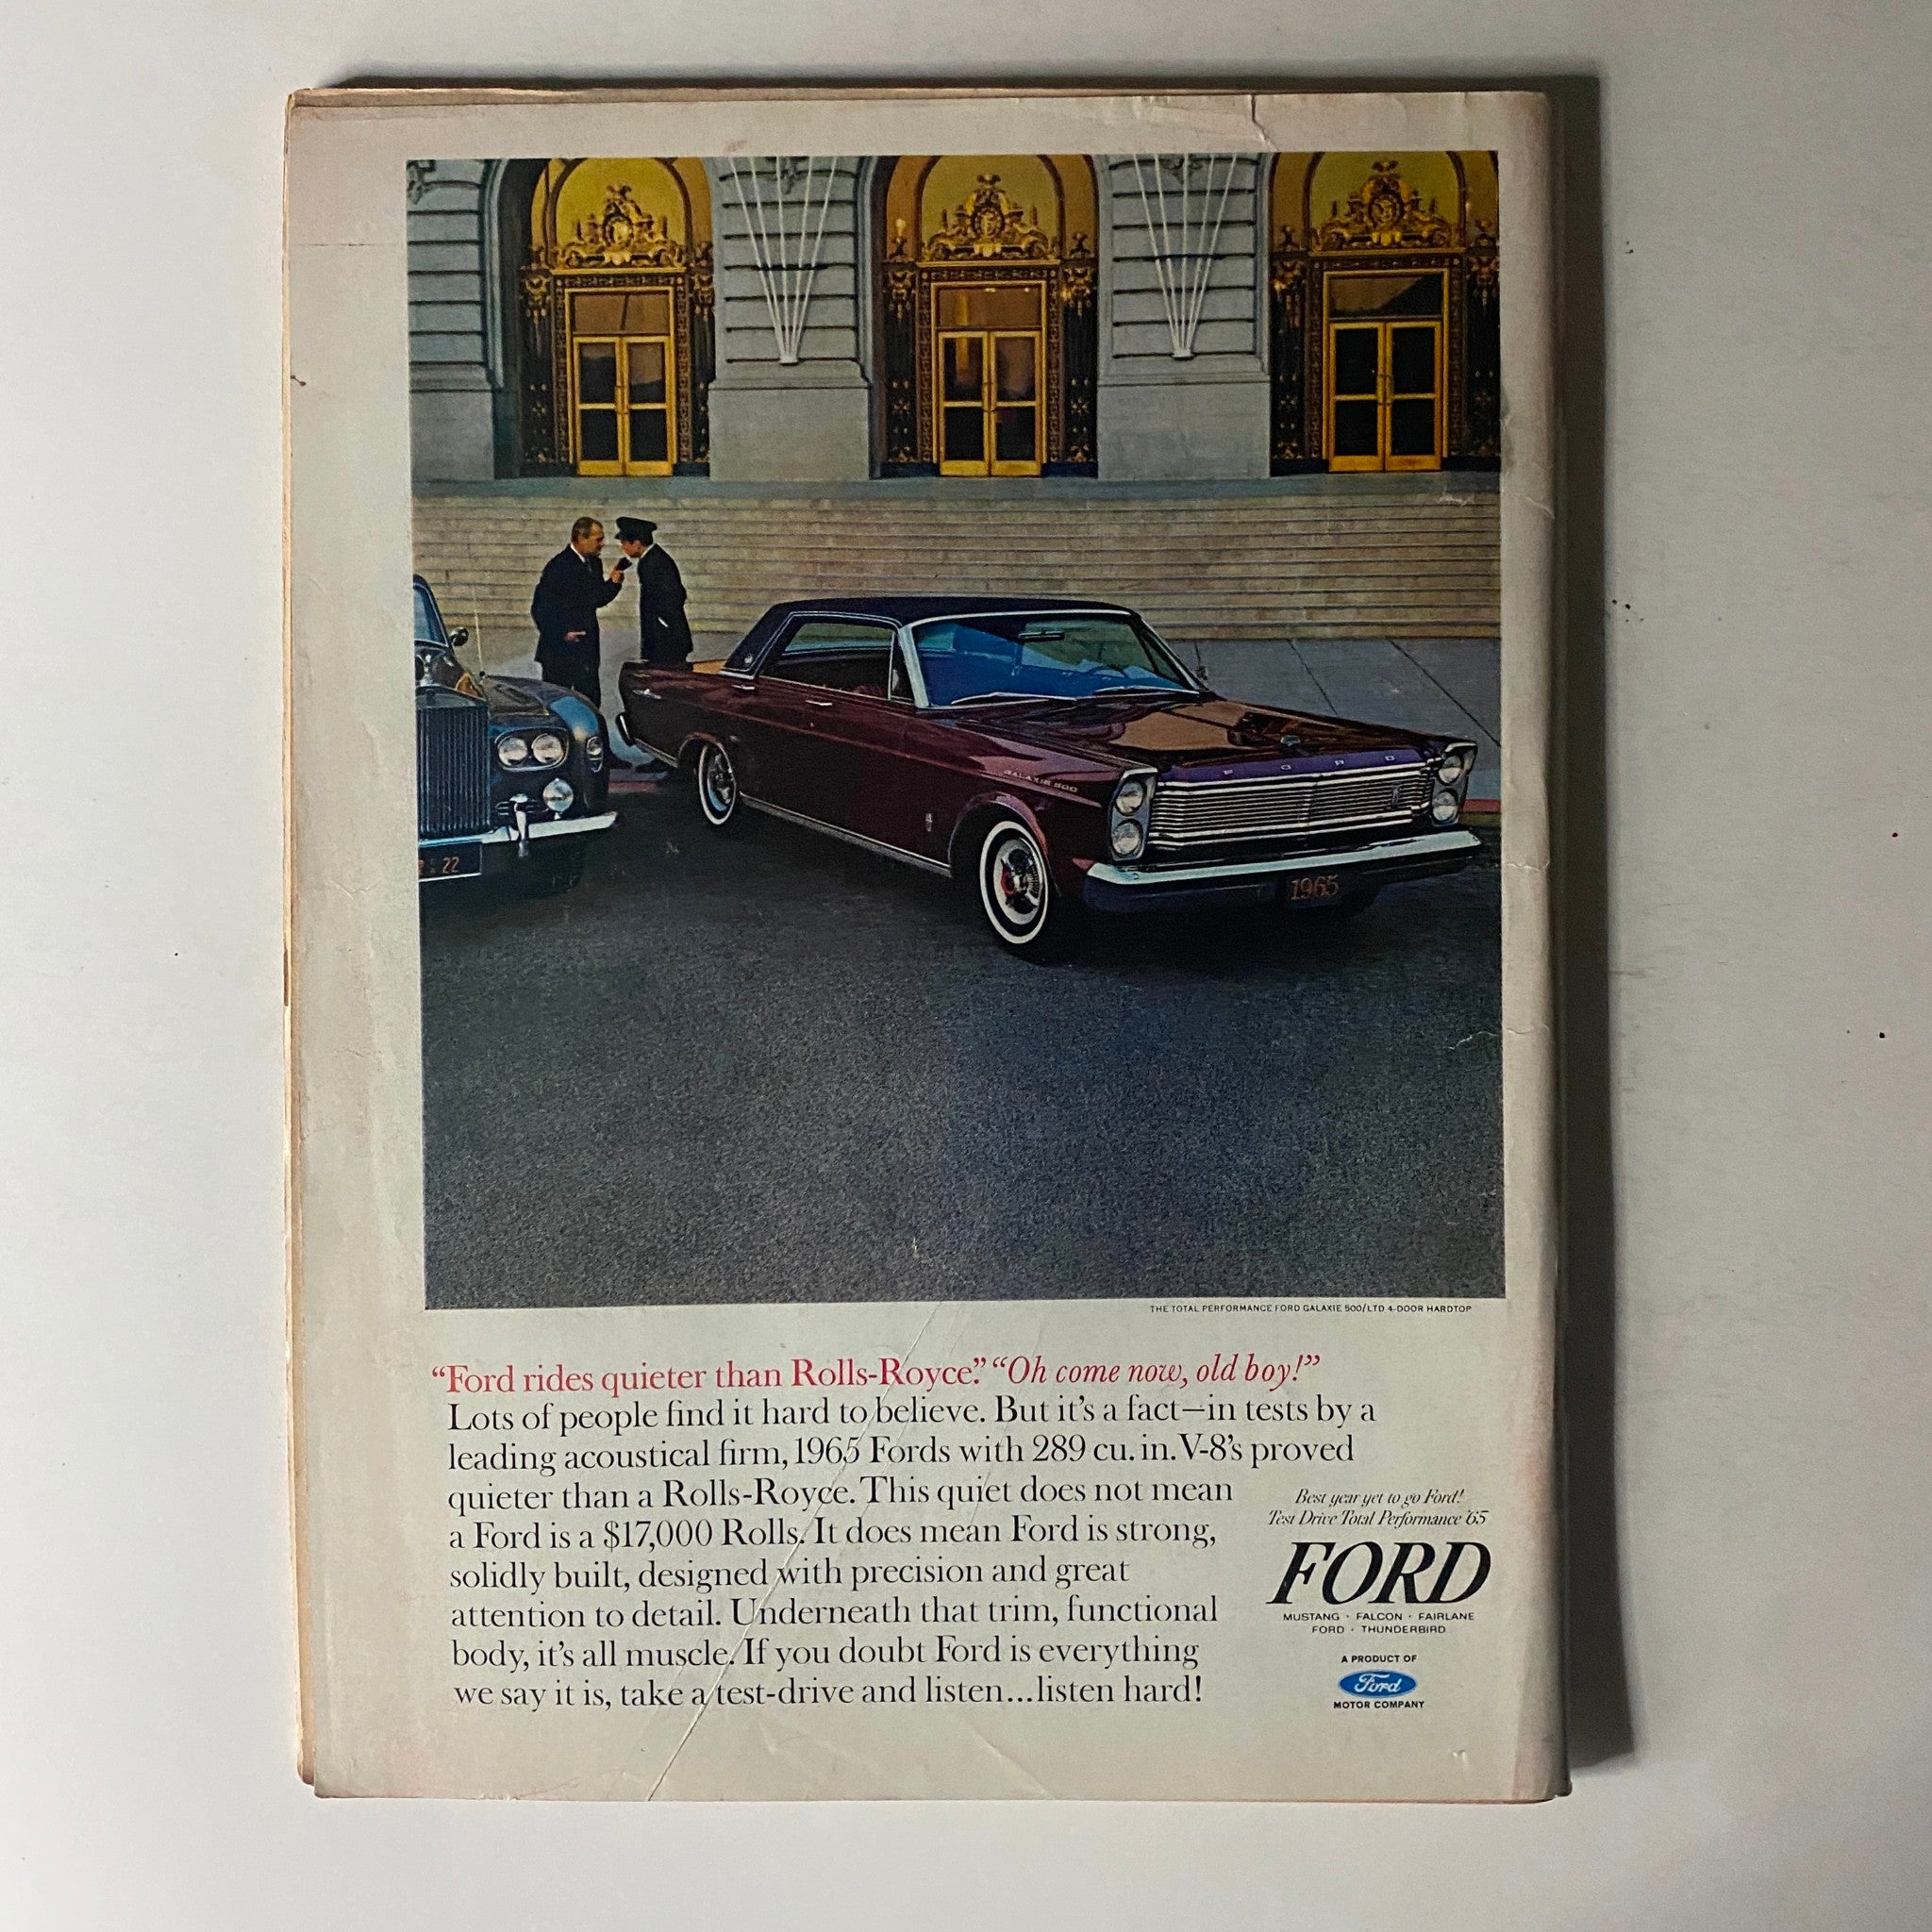 GALAXIE 500
FORD
22
1965
THE TOTAL PERFORMANCE FORD GALAXIE 500/LTD 4-DOOR HARDTOP
“Ford rides quieter than Rolls-Royce.” “Oh come now, old boy!”
Lots of people find it hard to believe. But it’s a fact—in tests by a
leading acoustical firm, 1965 Fords with 289 cu. in. V-8’s proved
quieter than a Rolls-Royce. This quiet does not mean
a Ford is a $17,000 Rolls. It does mean Ford is strong,
solidly built, designed with precision and great
attention to detail. Underneath that trim, functional
body, it’s all muscle. If you doubt Ford is everything
we say it is, take a test-drive and listen...listen hard!
Best year yet to go Ford!
Test Drive Total Performance ’65
FORD
MUSTANG · FALCON · FAIRLANE
FORD · THUNDERBIRD
A PRODUCT OF
Ford
MOTOR COMPANY